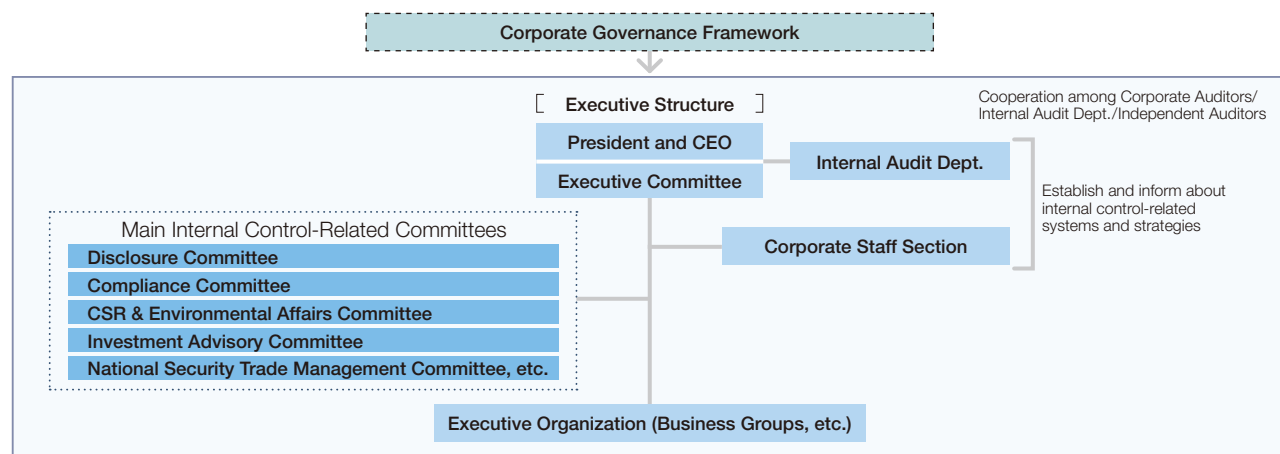 Corporate Governance Framework
[ Executive Structure ]
Cooperation among Corporate Auditors/
Internal Audit Dept./Independent Auditors
President and CEO
Executive Committee
Internal Audit Dept.
Establish and inform about
internal control-related
systems and strategies
Corporate Staff Section
Main Internal Control-Related Committees
Disclosure Committee
Compliance Committee
CSR & Environmental Affairs Committee
Investment Advisory Committee
National Security Trade Management Committee, etc.
Executive Organization (Business Groups, etc.)